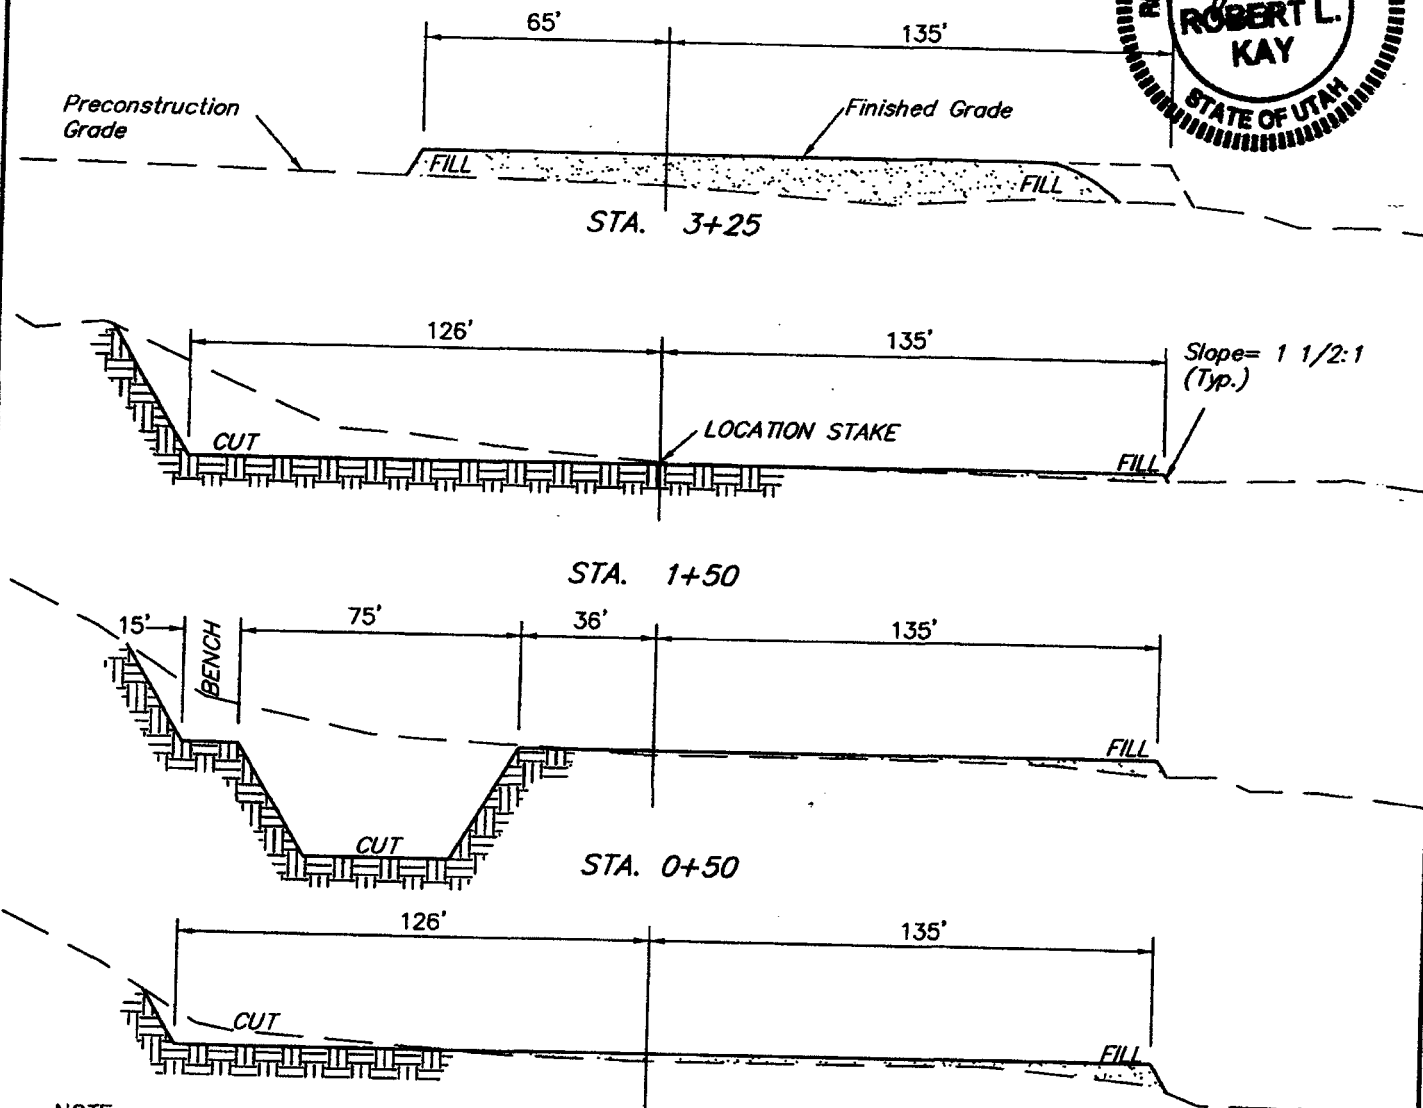 ROBERT L.
KAY
STATE OF UTAH
65'
135'
Preconstruction
Grade
Finished Grade
FILL
FILL
STA. 3+25
126'
135'
Slope= 1 1/2:1
(Typ.)
CUT
LOCATION STAKE
FILL
STA. 1+50
15'
BENCH
75'
36'
135'
FILL
CUT
STA. 0+50
126'
135'
CUT
FILL
NOTE